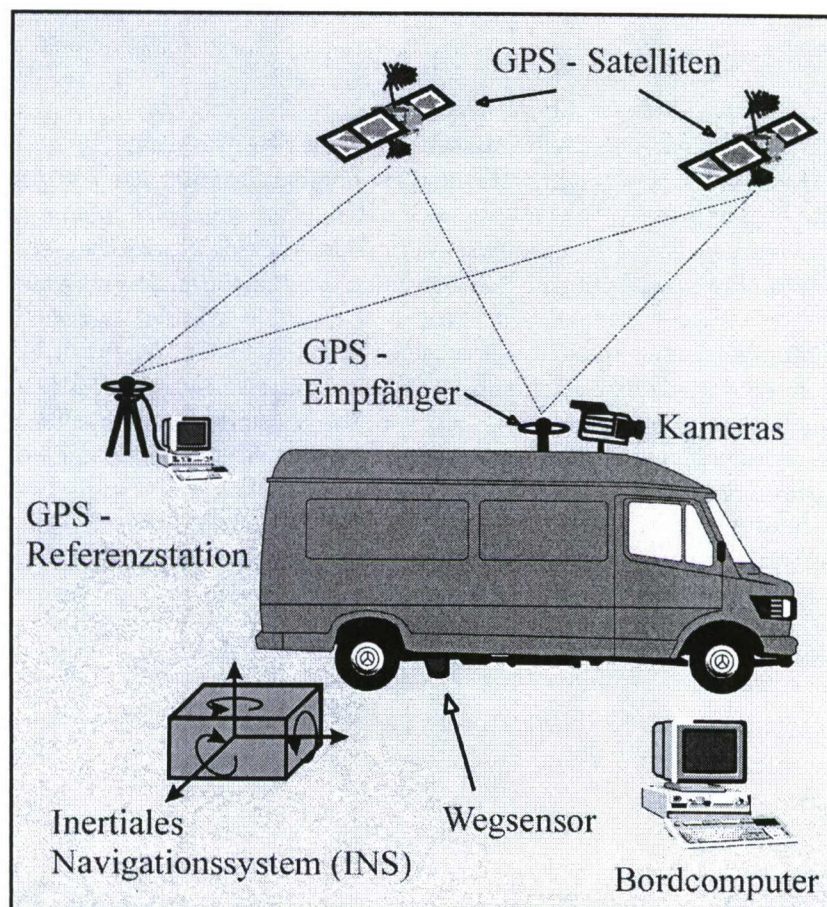 GPS - Satelliten
GPS -
Empfänger
Kameras
GPS -
Referenzstation
Inertiales
Navigationssystem (INS)
Wegsensor
Bordcomputer